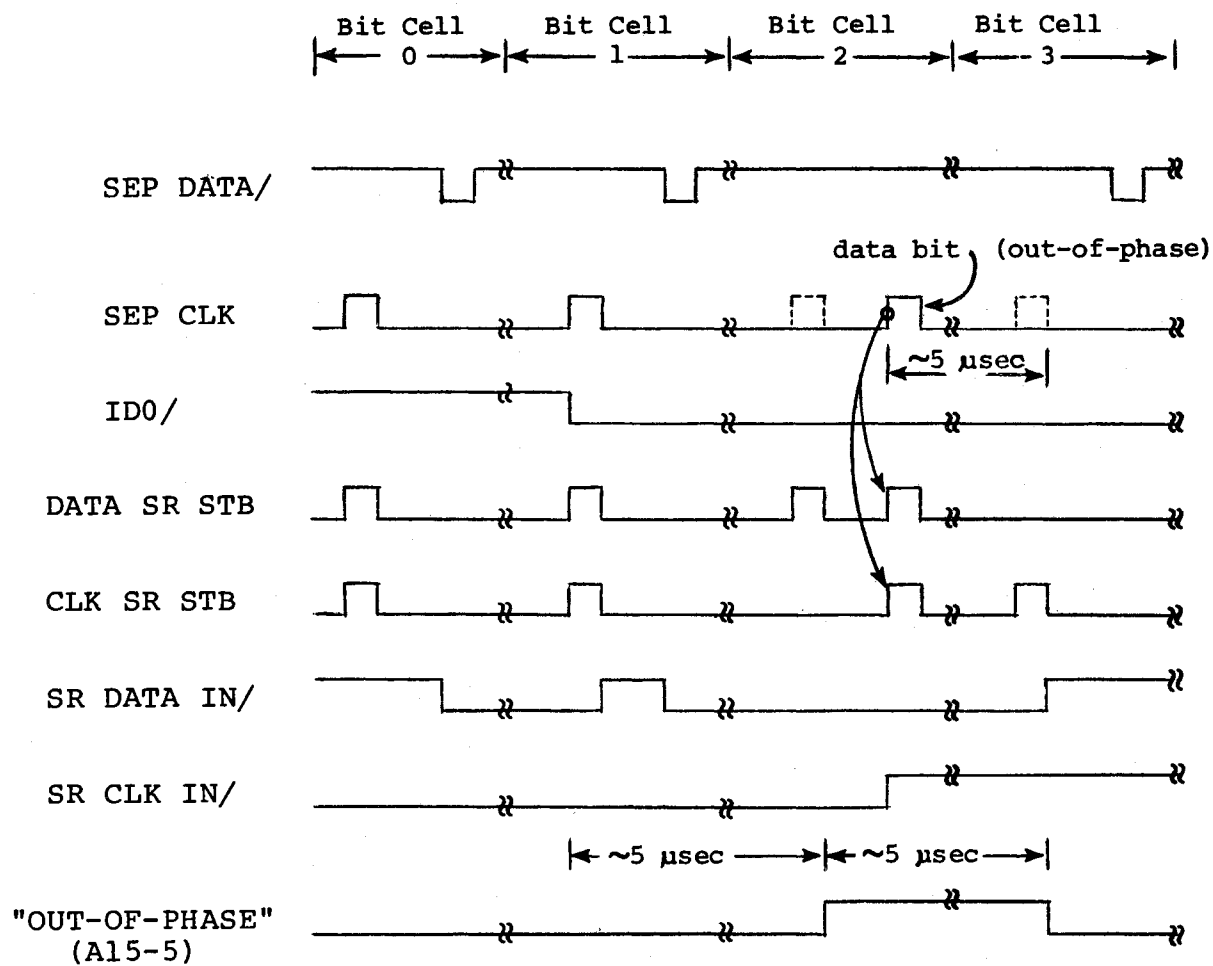 Bit Cell Bit Cell Bit Cell Bit Cell
0 1 2 3
SEP DATA/
data bit (out-of-phase)
SEP CLK
~5 µsec
ID0/
DATA SR STB
CLK SR STB
SR DATA IN/
SR CLK IN/
~5 µsec ~5 µsec
"OUT-OF-PHASE"
(A15-5)